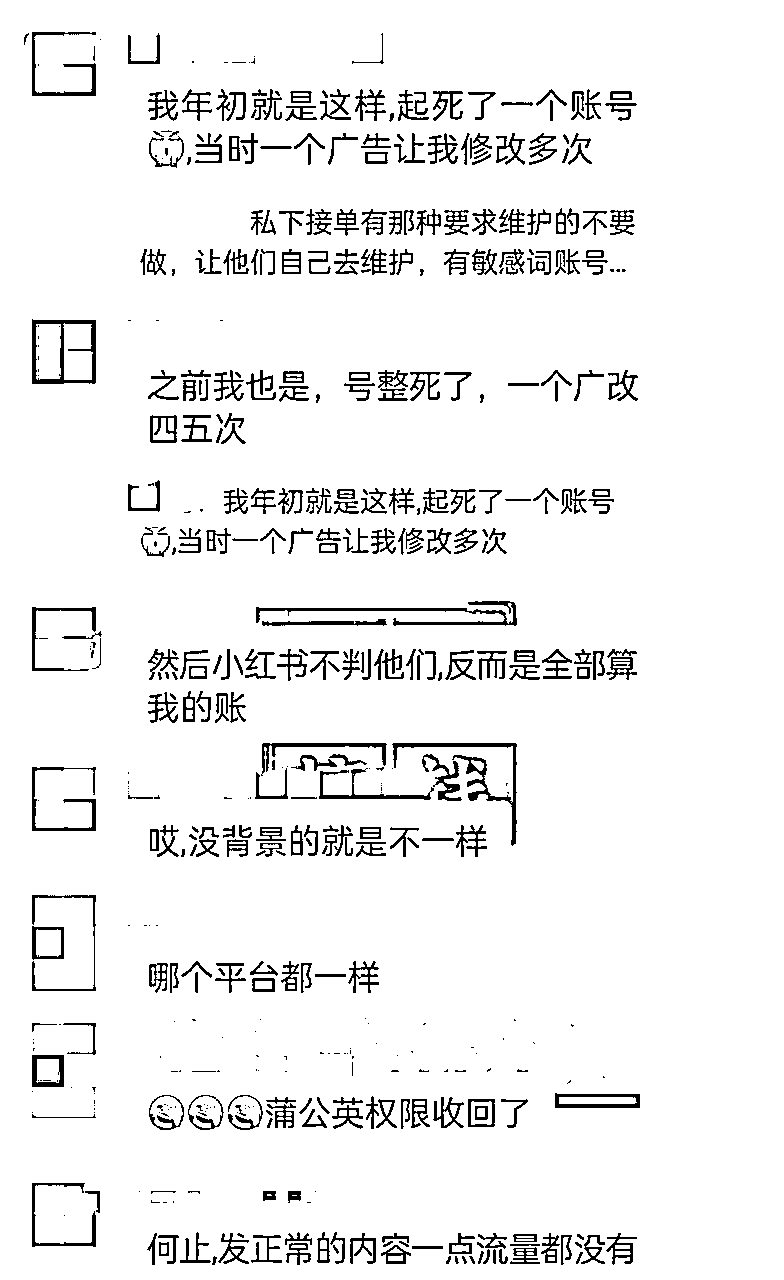 我年初就是这样,起死了一个账号
,当时一个广告让我修改多次
私下接单有那种要求维护的不要
做，让他们自己去维护，有敏感词账号...
之前我也是，号整死了，一个广改
四五次
我年初就是这样,起死了一个账号
,当时一个广告让我修改多次
然后小红书不判他们,反而是全部算
我的账
哎,没背景的就是不一样
哪个平台都一样
蒲公英权限收回了
何止,发正常的内容一点流量都没有